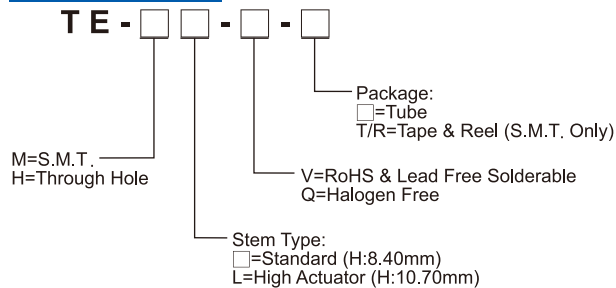 TE-□□-□-□
Package:
□=Tube
T/R=Tape & Reel (S.M.T. Only)
M=S.M.T.
H=Through Hole
V=RoHS & Lead Free Solderable
Q=Halogen Free
Stem Type:
□=Standard (H:8.40mm)
L=High Actuator (H:10.70mm)